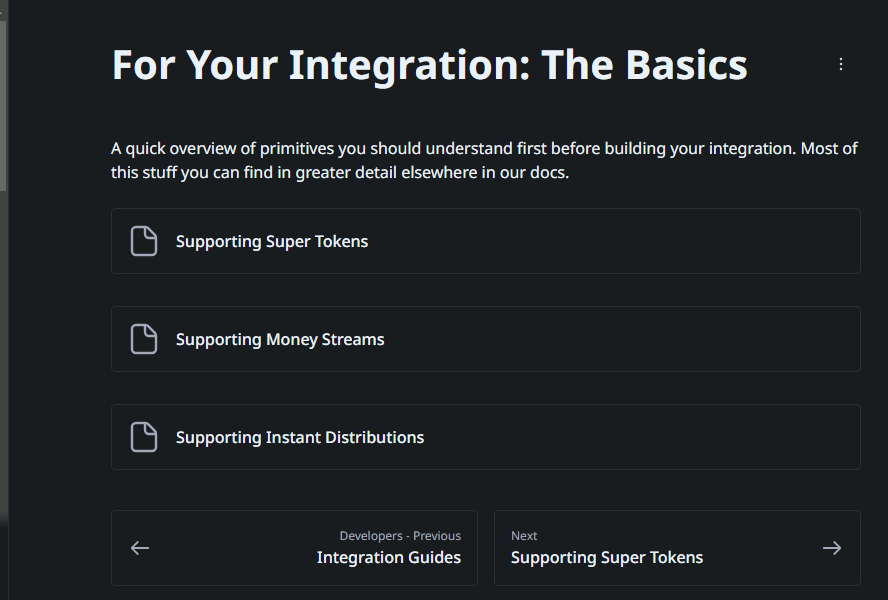 For Your Integration: The Basics
A quick overview of primitives you should understand first before building your integration. Most of
this stuff you can find in greater detail elsewhere in our docs.
Supporting Super Tokens
Supporting Money Streams
Supporting Instant Distributions
Developers - Previous
Integration Guides
Next
Supporting Super Tokens